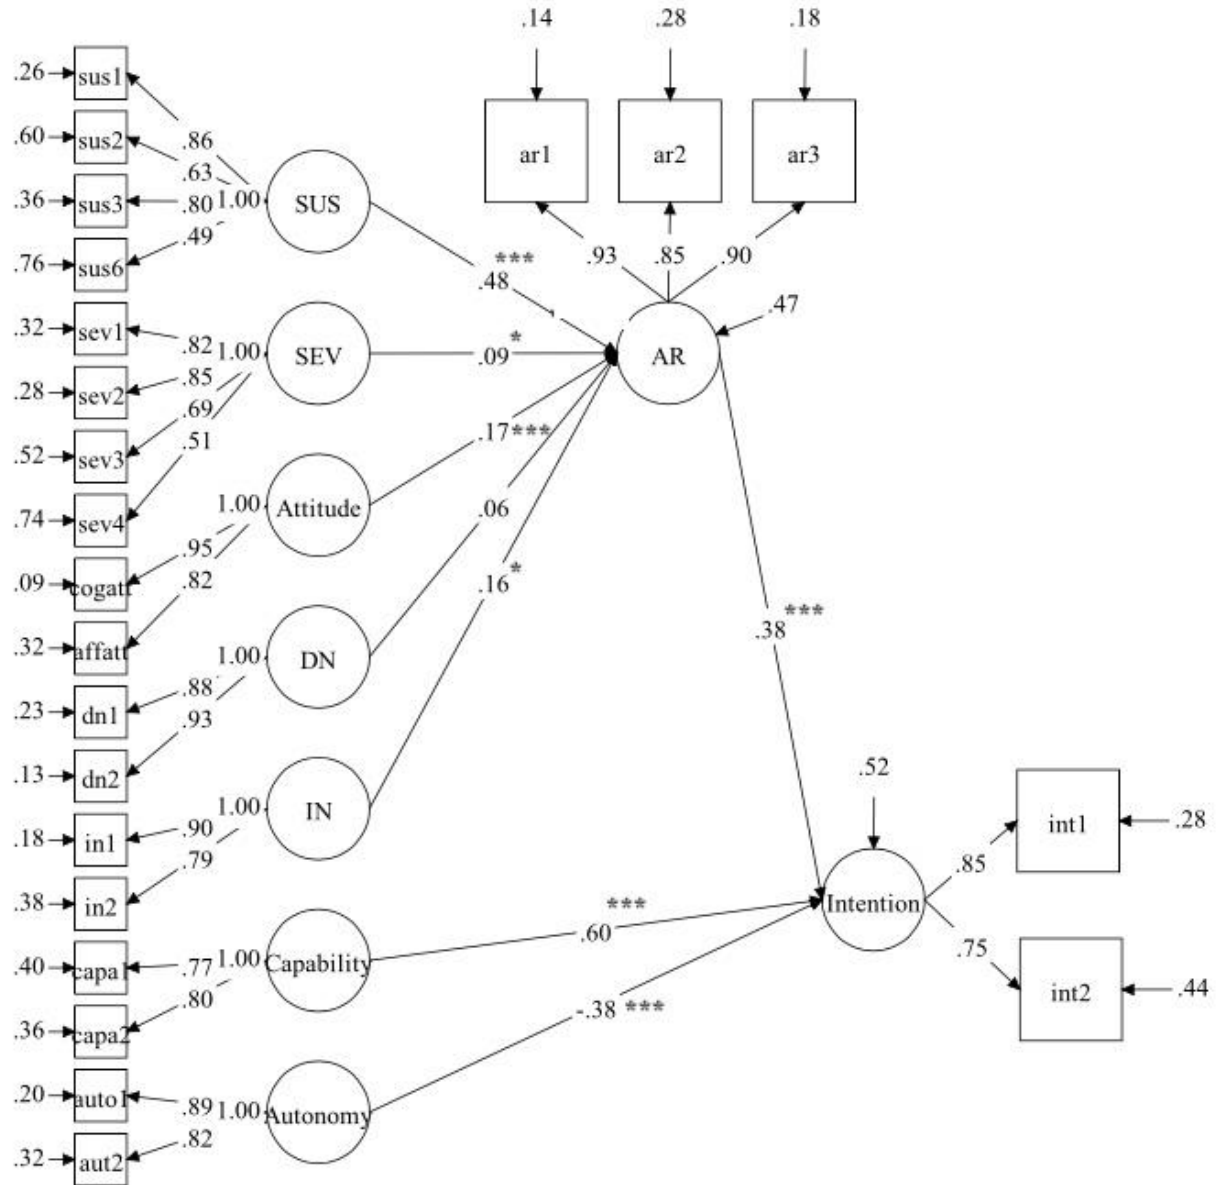 .14
.28
.18
.26
sus1
.86
.60
sus2
.63
.36
sus3
.80
1.00
SUS
.49
.76
sus6
ar1
ar2
ar3
.93
.85
.90
***
.48
.47
AR
.32
sev1
.82
1.00
SEV
*
.09
.28
sev2
.85
.69
.52
sev3
.51
.74
sev4
.17***
1.00
Attitude
.95
.09
cogatt
.82
.32
affatt
.06
*
.16
***
.38
1.00
DN
.88
.23
dn1
.93
.13
dn2
1.00
IN
.90
.18
in1
.79
.38
in2
.52
int1
.28
.85
Intention
.75
int2
.44
***
.60
1.00
Capability
.77
.40
capa1
.80
.36
capa2
-.38 ***
.20
auto1
.89
1.00
Autonomy
.82
.32
aut2